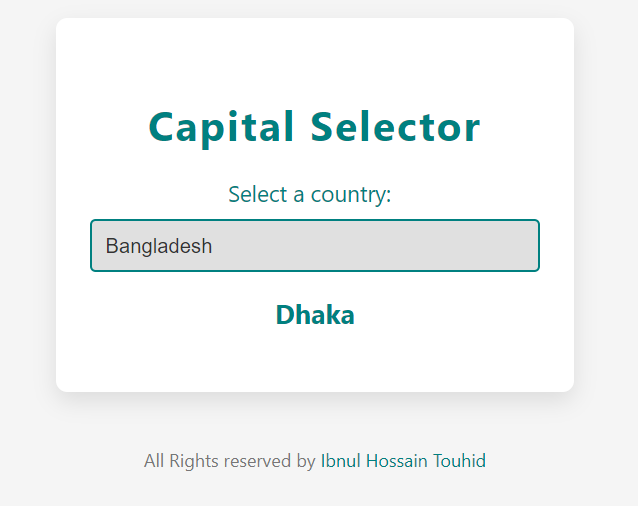 Capital Selector
Select a country:
Bangladesh
Dhaka
All Rights reserved by Ibnul Hossain Touhid